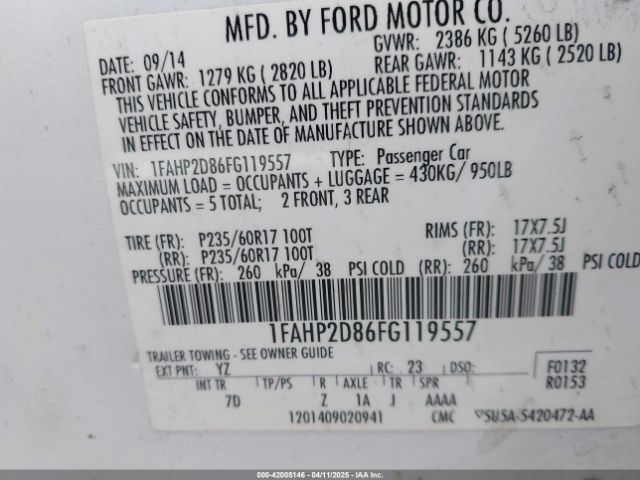 MFD. BY FORD MOTOR CO.
DATE: 09/14 GVWR: 2386 KG ( 5260 LB)
FRONT GAWR: 1279 KG ( 2820 LB) REAR GAWR: 1143 KG ( 2520 LB)
THIS VEHICLE CONFORMS TO ALL APPLICABLE FEDERAL MOTOR
VEHICLE SAFETY, BUMPER, AND THEFT PREVENTION STANDARDS
IN EFFECT ON THE DATE OF MANUFACTURE SHOWN ABOVE.
VIN: 1FAHP2D86FG119557 TYPE: Passenger Car
MAXIMUM LOAD = OCCUPANTS + LUGGAGE = 430KG/ 950LB
OCCUPANTS = 5 TOTAL; 2 FRONT, 3 REAR
TIRE (FR): P235/60R17 100T RIMS (FR): 17X7.5J
(RR): P235/60R17 100T (RR): 17X7.5J
PRESSURE (FR): 260 kPa/ 38 PSI COLD (RR): 260 kPa/ 38 PSI COLD
1FAHP2D86FG119557
TRAILER TOWING - SEE OWNER GUIDE
EXT PNT: YZ RC: 23 DSO: F0132
INT TR TP/PS R AXLE TR SPR R0153
7D Z 1A J AAAA
1201409020941 CMC SUSA-5420472-AA
000-42005146 - 04/11/2025 - iaai.com